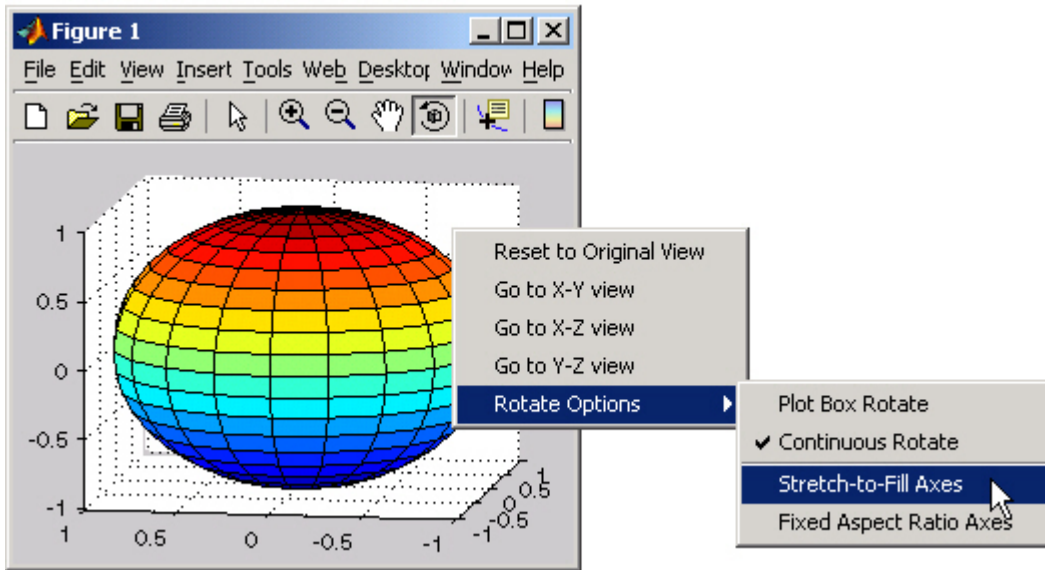 Figure 1
File Edit View Insert Tools Web Desktop Window Help
1
0.5
0
-0.5
-1
1 0.5 0 -0.5 -1
-1 -0.5 0 0.5 1
Reset to Original View
Go to X-Y view
Go to X-Z view
Go to Y-Z view
Rotate Options
Plot Box Rotate
Continuous Rotate
Stretch-to-Fill Axes
Fixed Aspect Ratio Axes